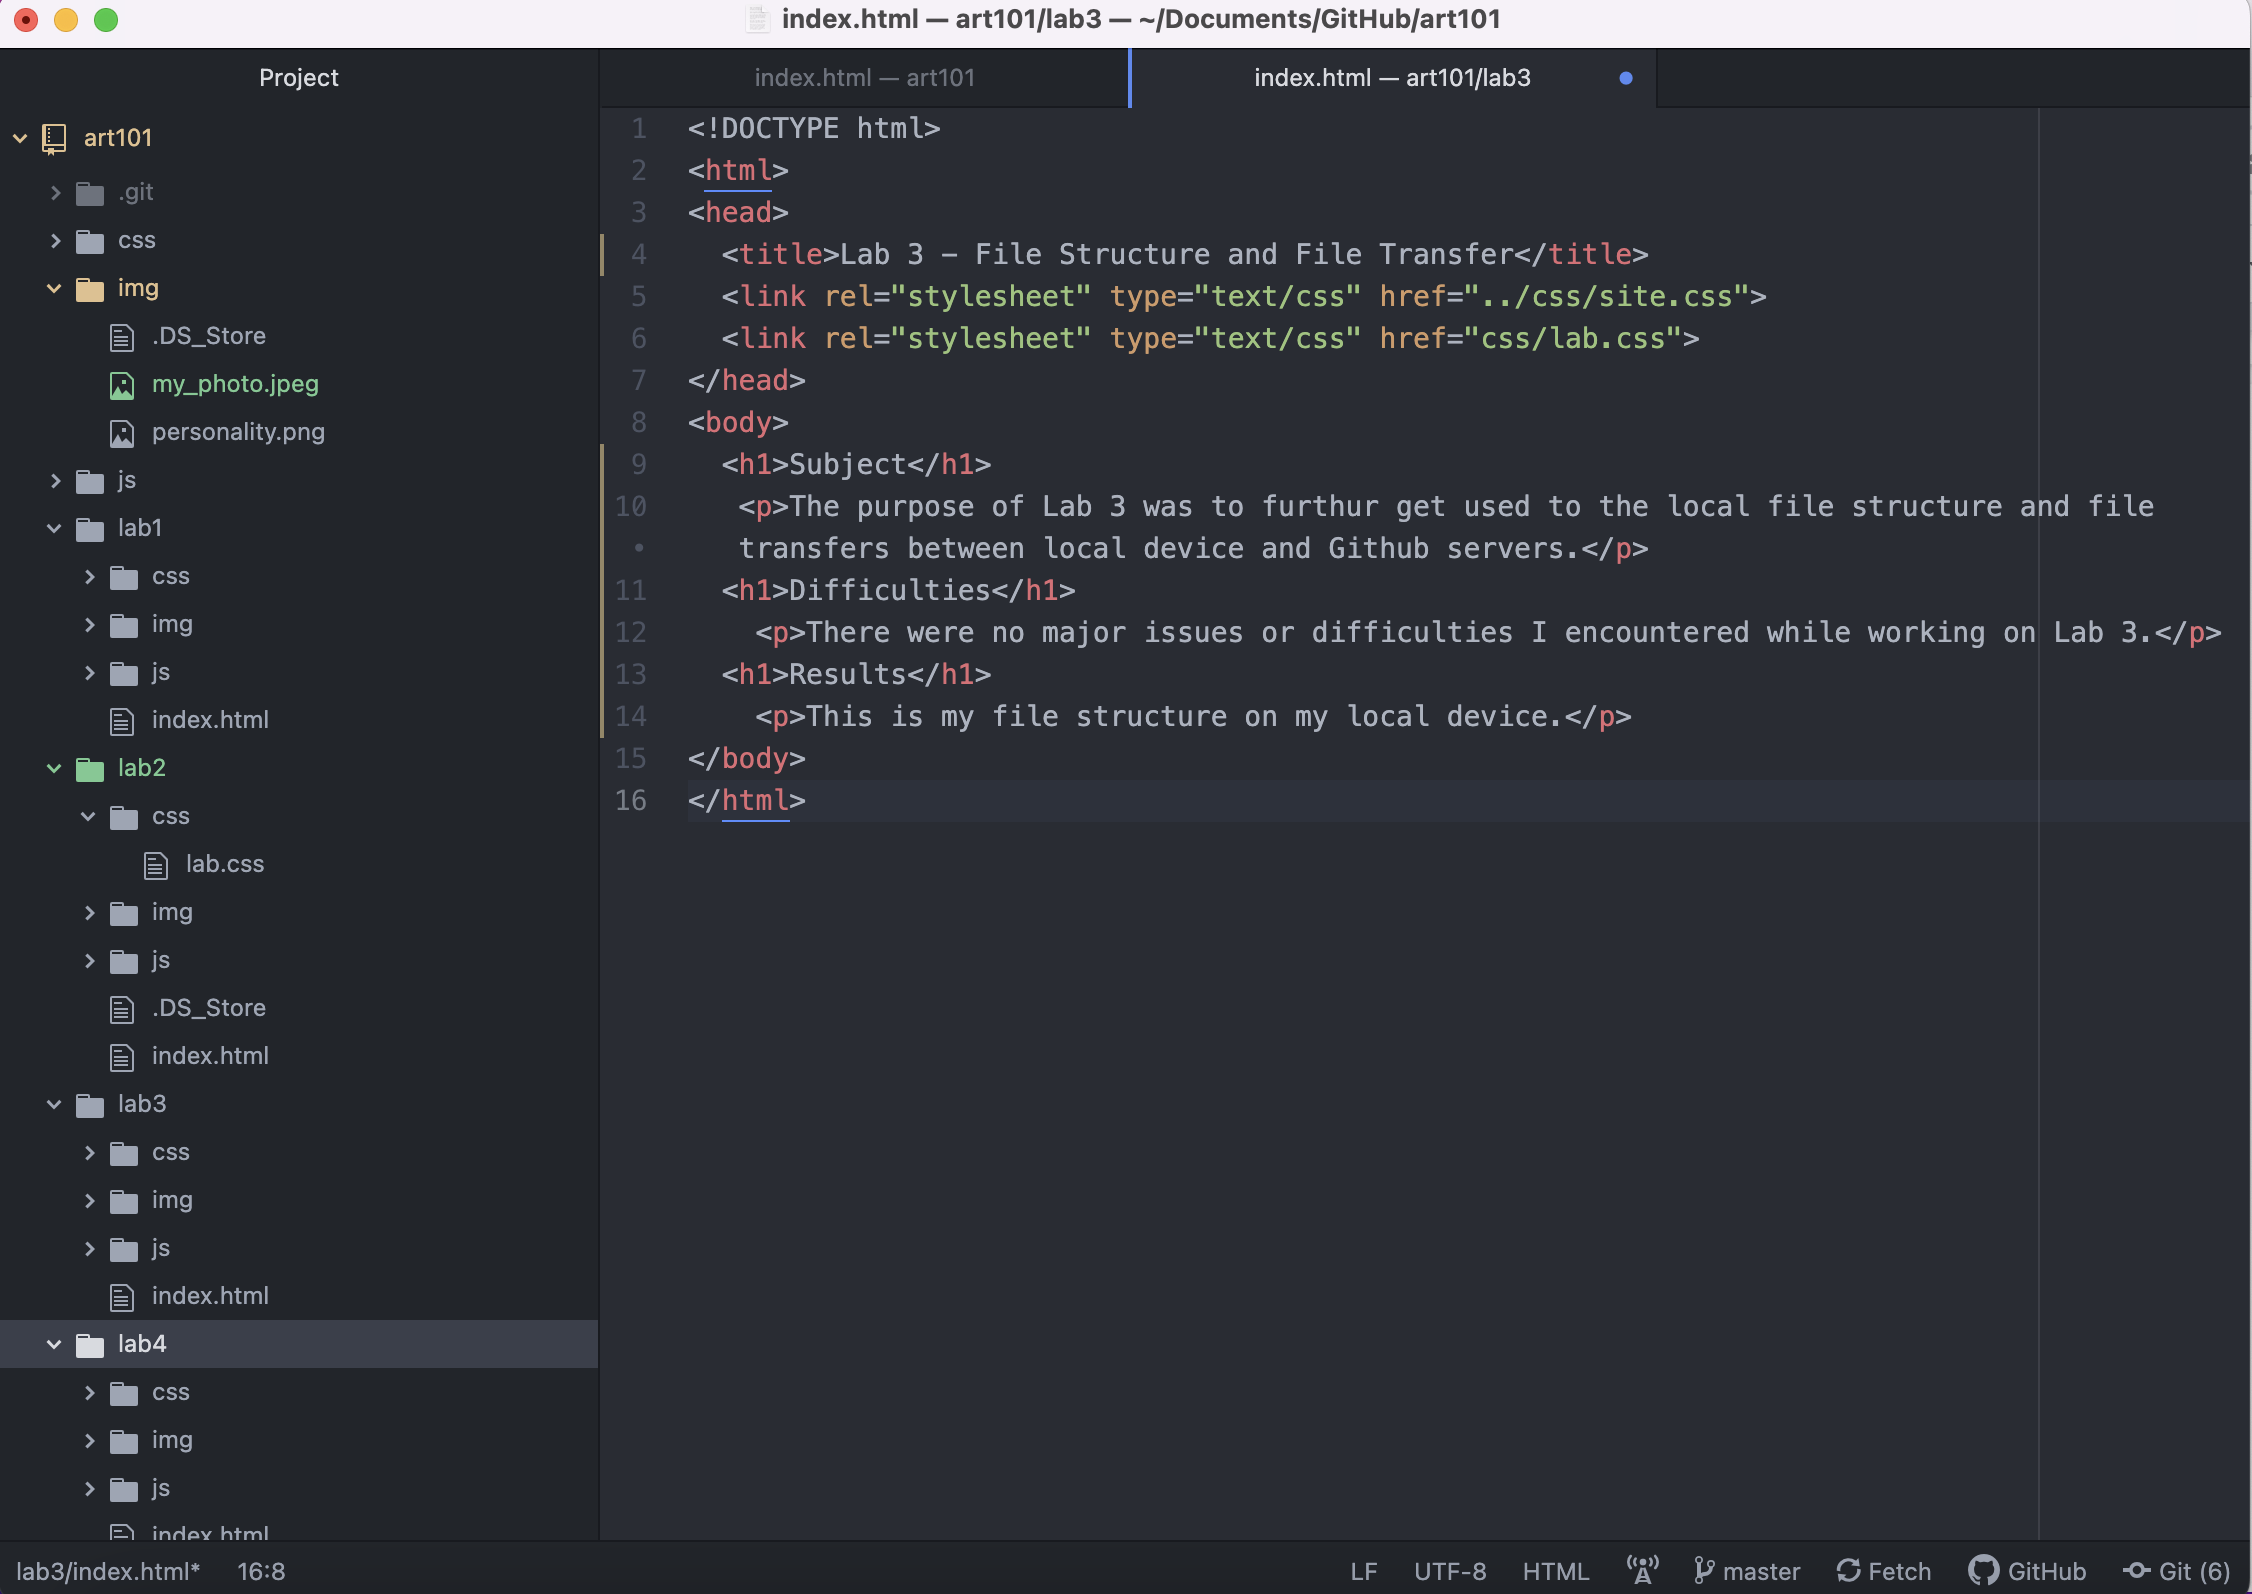 index.html — art101/lab3 — ~/Documents/GitHub/art101
Project
art101
.git
css
img
.DS_Store
my_photo.jpeg
personality.png
js
lab1
css
img
js
index.html
lab2
css
lab.css
img
js
.DS_Store
index.html
lab3
css
img
js
index.html
lab4
css
img
js
index.html
index.html — art101
index.html — art101/lab3
1 <!DOCTYPE html>
2 <html>
3 <head>
4 <title>Lab 3 - File Structure and File Transfer</title>
5 <link rel="stylesheet" type="text/css" href="../css/site.css">
6 <link rel="stylesheet" type="text/css" href="css/lab.css">
7 </head>
8 <body>
9 <h1>Subject</h1>
10 <p>The purpose of Lab 3 was to furthur get used to the local file structure and file
• transfers between local device and Github servers.</p>
11 <h1>Difficulties</h1>
12 <p>There were no major issues or difficulties I encountered while working on Lab 3.</p>
13 <h1>Results</h1>
14 <p>This is my file structure on my local device.</p>
15 </body>
16 </html>
lab3/index.html* 16:8 LF UTF-8 HTML master Fetch GitHub Git (6)